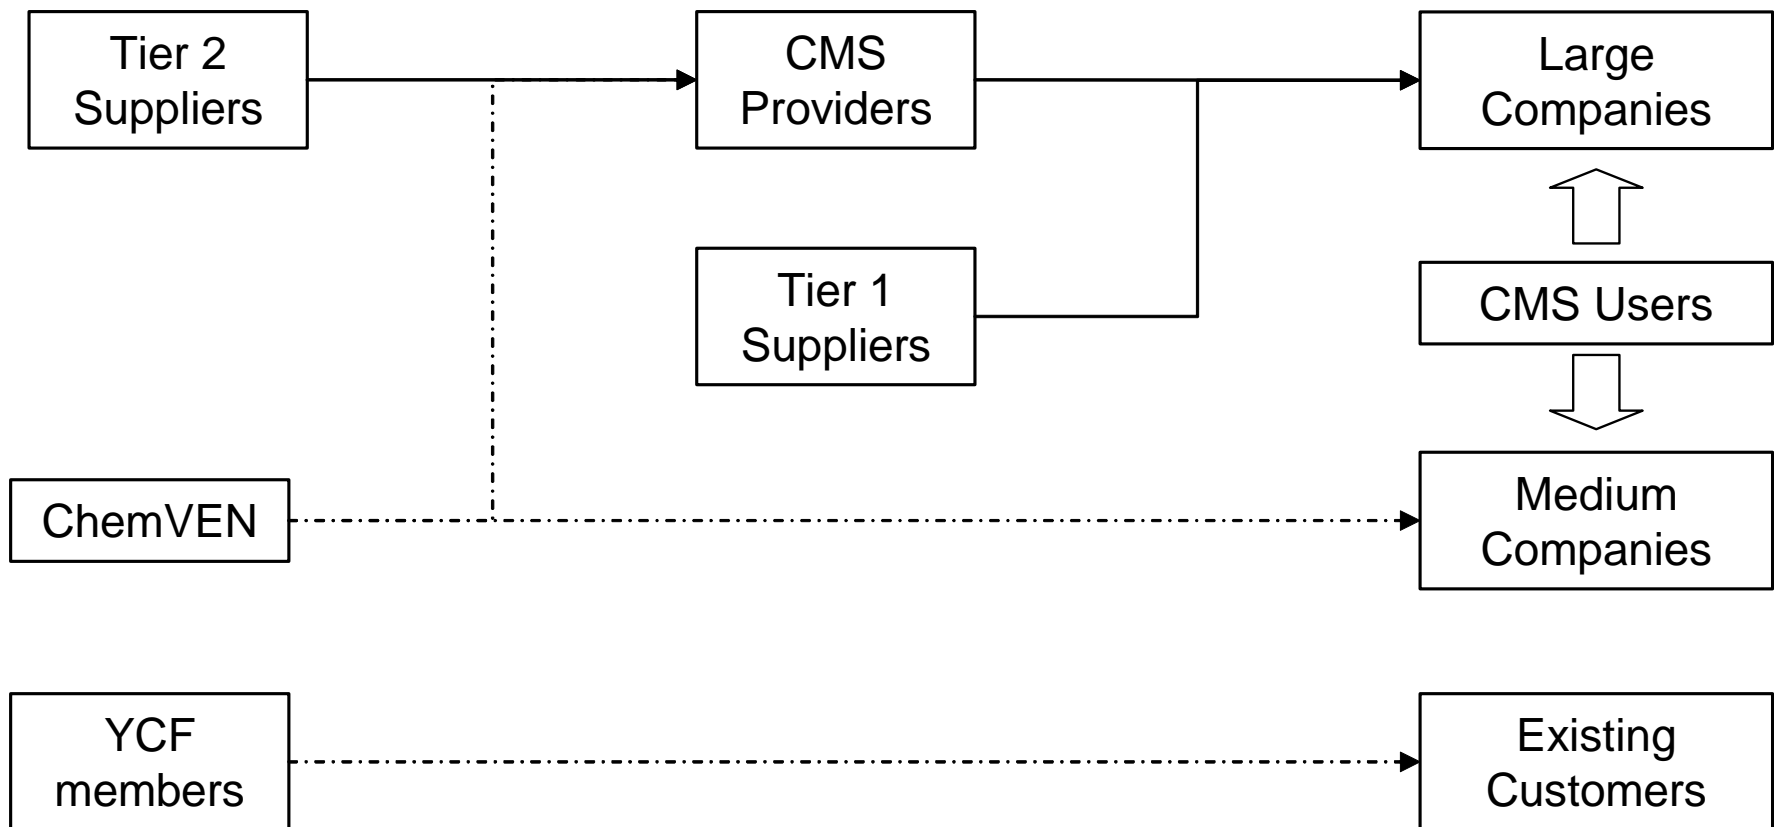 Tier 2
Suppliers
CMS
Providers
Large
Companies
Tier 1
Suppliers
CMS Users
ChemVEN
Medium
Companies
YCF
members
Existing
Customers